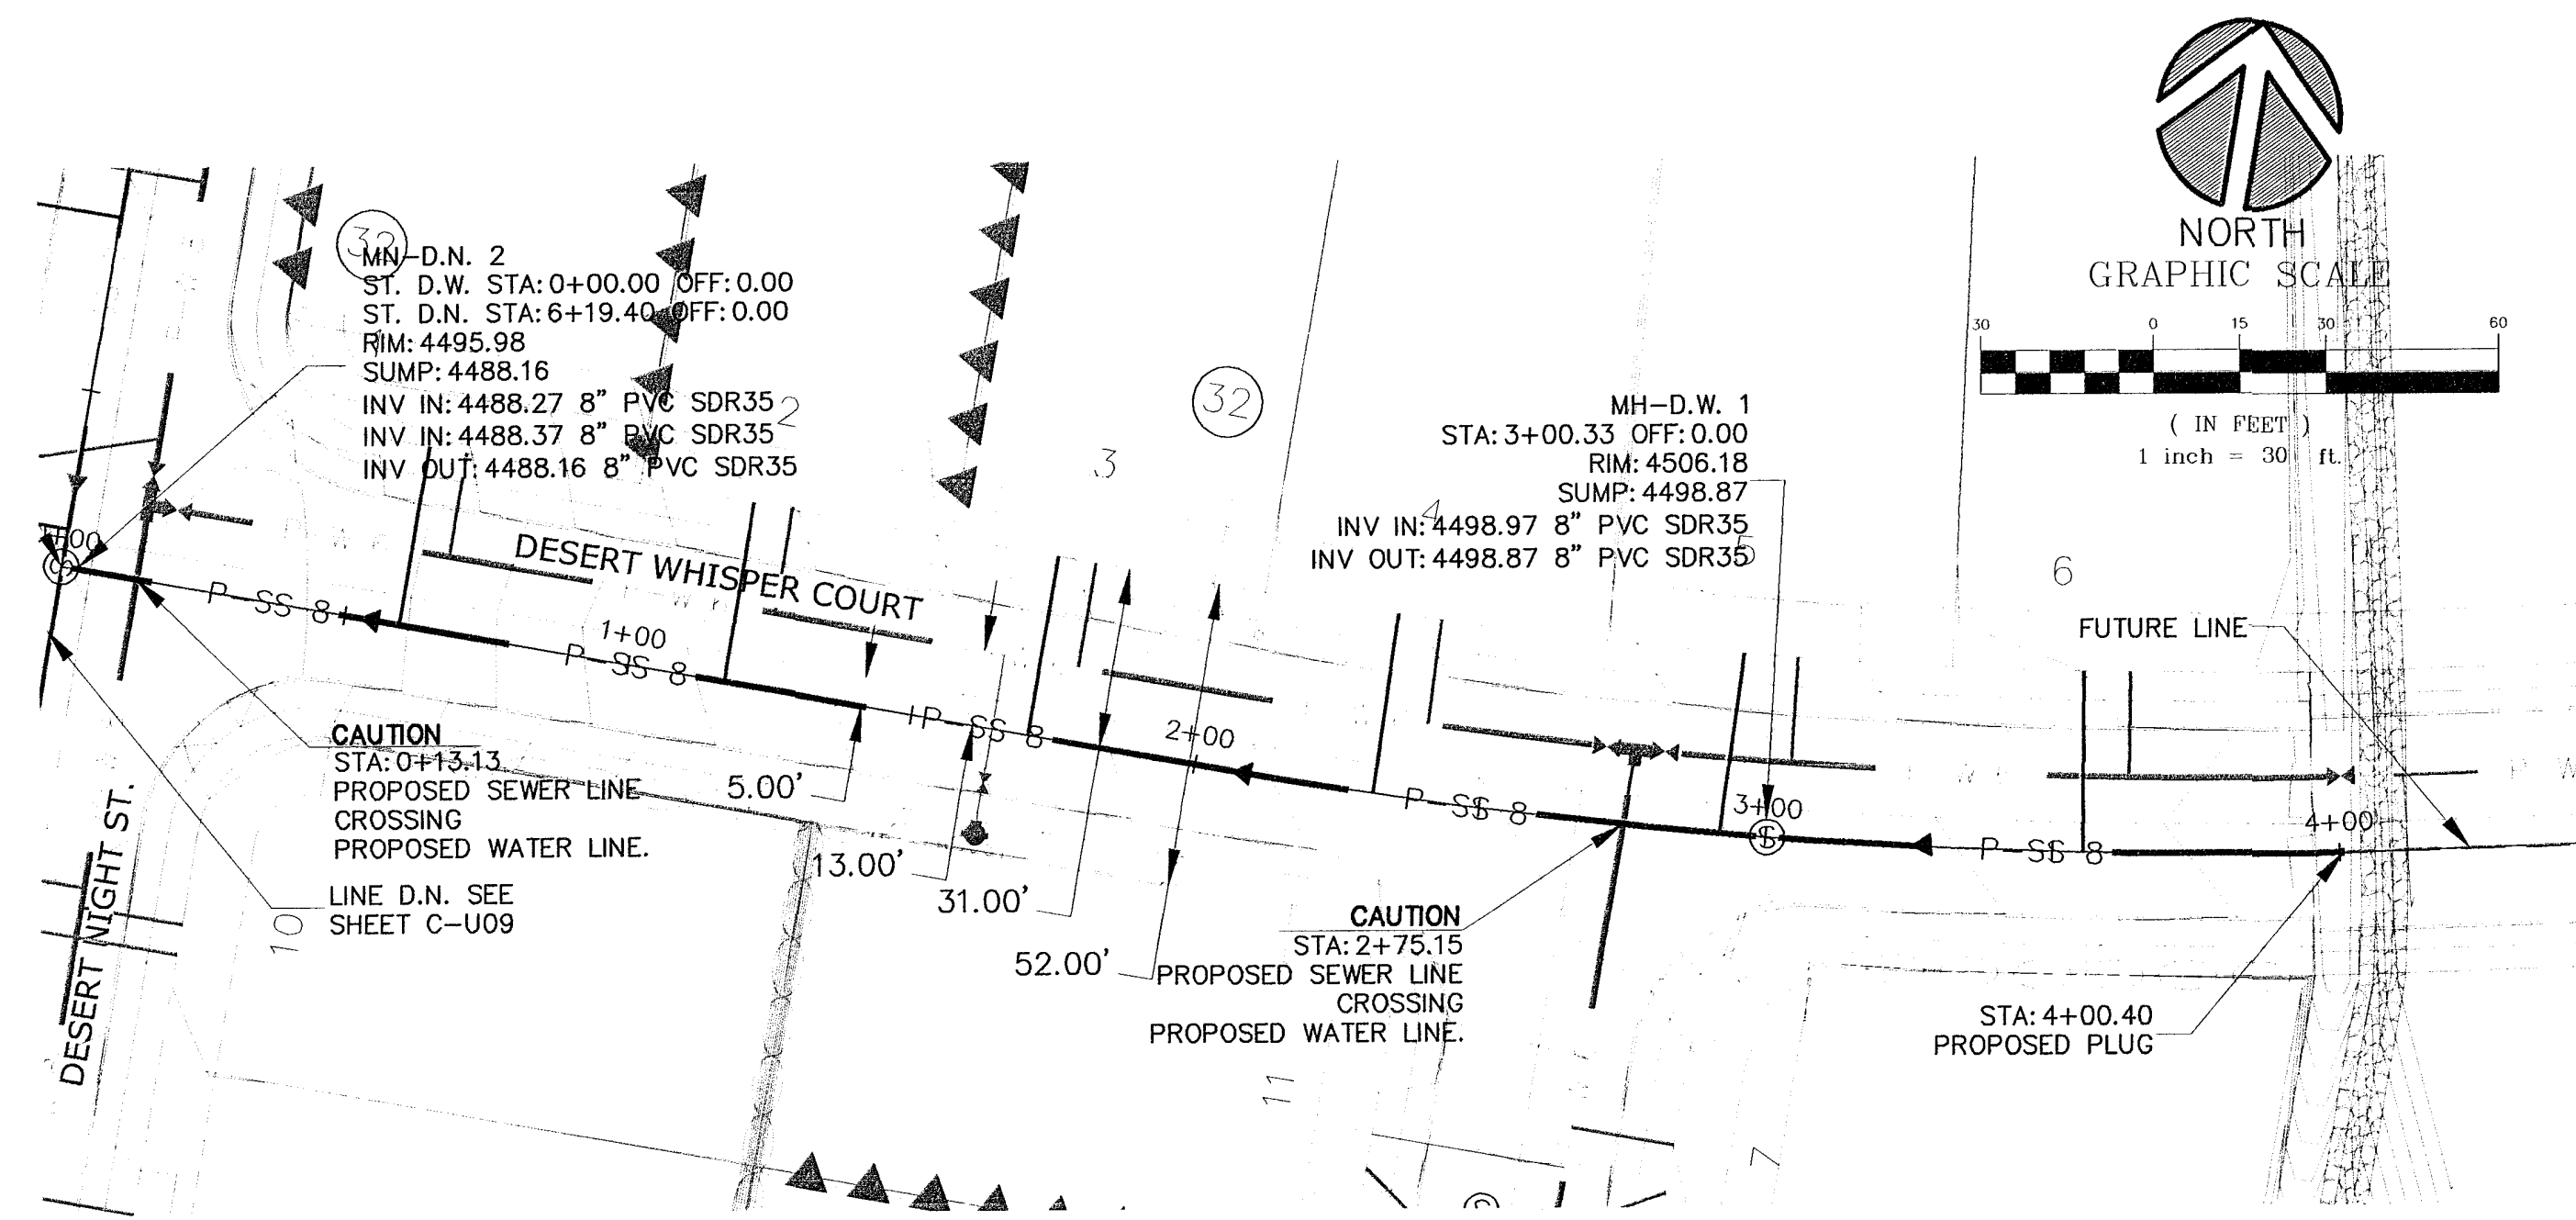 NORTH
GRAPHIC SCALE
30 0 15 30 60
( IN FEET )
1 inch = 30 ft.
32
MN-D.N. 2
ST. D.W. STA: 0+00.00 OFF: 0.00
ST. D.N. STA: 6+19.40 OFF: 0.00
RIM: 4495.98
SUMP: 4488.16
INV IN: 4488.27 8" PVC SDR35
INV IN: 4488.37 8" PVC SDR35
INV OUT: 4488.16 8" PVC SDR35
2
3
32
MH-D.W. 1
STA: 3+00.33 OFF: 0.00
RIM: 4506.18
SUMP: 4498.87
INV IN: 4498.97 8" PVC SDR35
INV OUT: 4498.87 8" PVC SDR35
4
5
6
FUTURE LINE
DESERT WHISPER COURT
P-SS 8
1+00
P-SS 8
P-SS 8
2+00
P-SS 8
3+00
P-SS 8
4+00
CAUTION
STA: 0+13.13
PROPOSED SEWER LINE
CROSSING
PROPOSED WATER LINE.
LINE D.N. SEE
SHEET C-U09
DESERT NIGHT ST.
10
5.00'
13.00'
31.00'
52.00'
CAUTION
STA: 2+75.15
PROPOSED SEWER LINE
CROSSING
PROPOSED WATER LINE.
STA: 4+00.40
PROPOSED PLUG
11
7